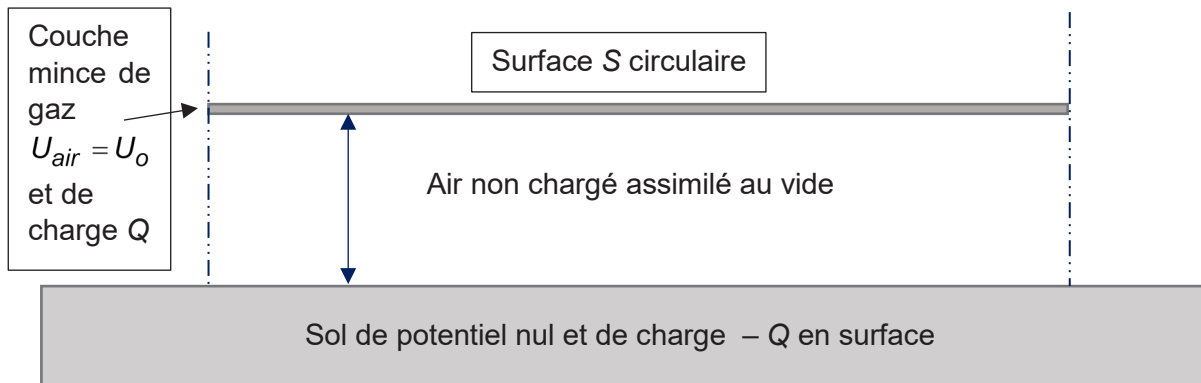 Couche
mince de
gaz
U_air = U_o
et de
charge Q
Surface S circulaire
Air non chargé assimilé au vide
Sol de potentiel nul et de charge – Q en surface